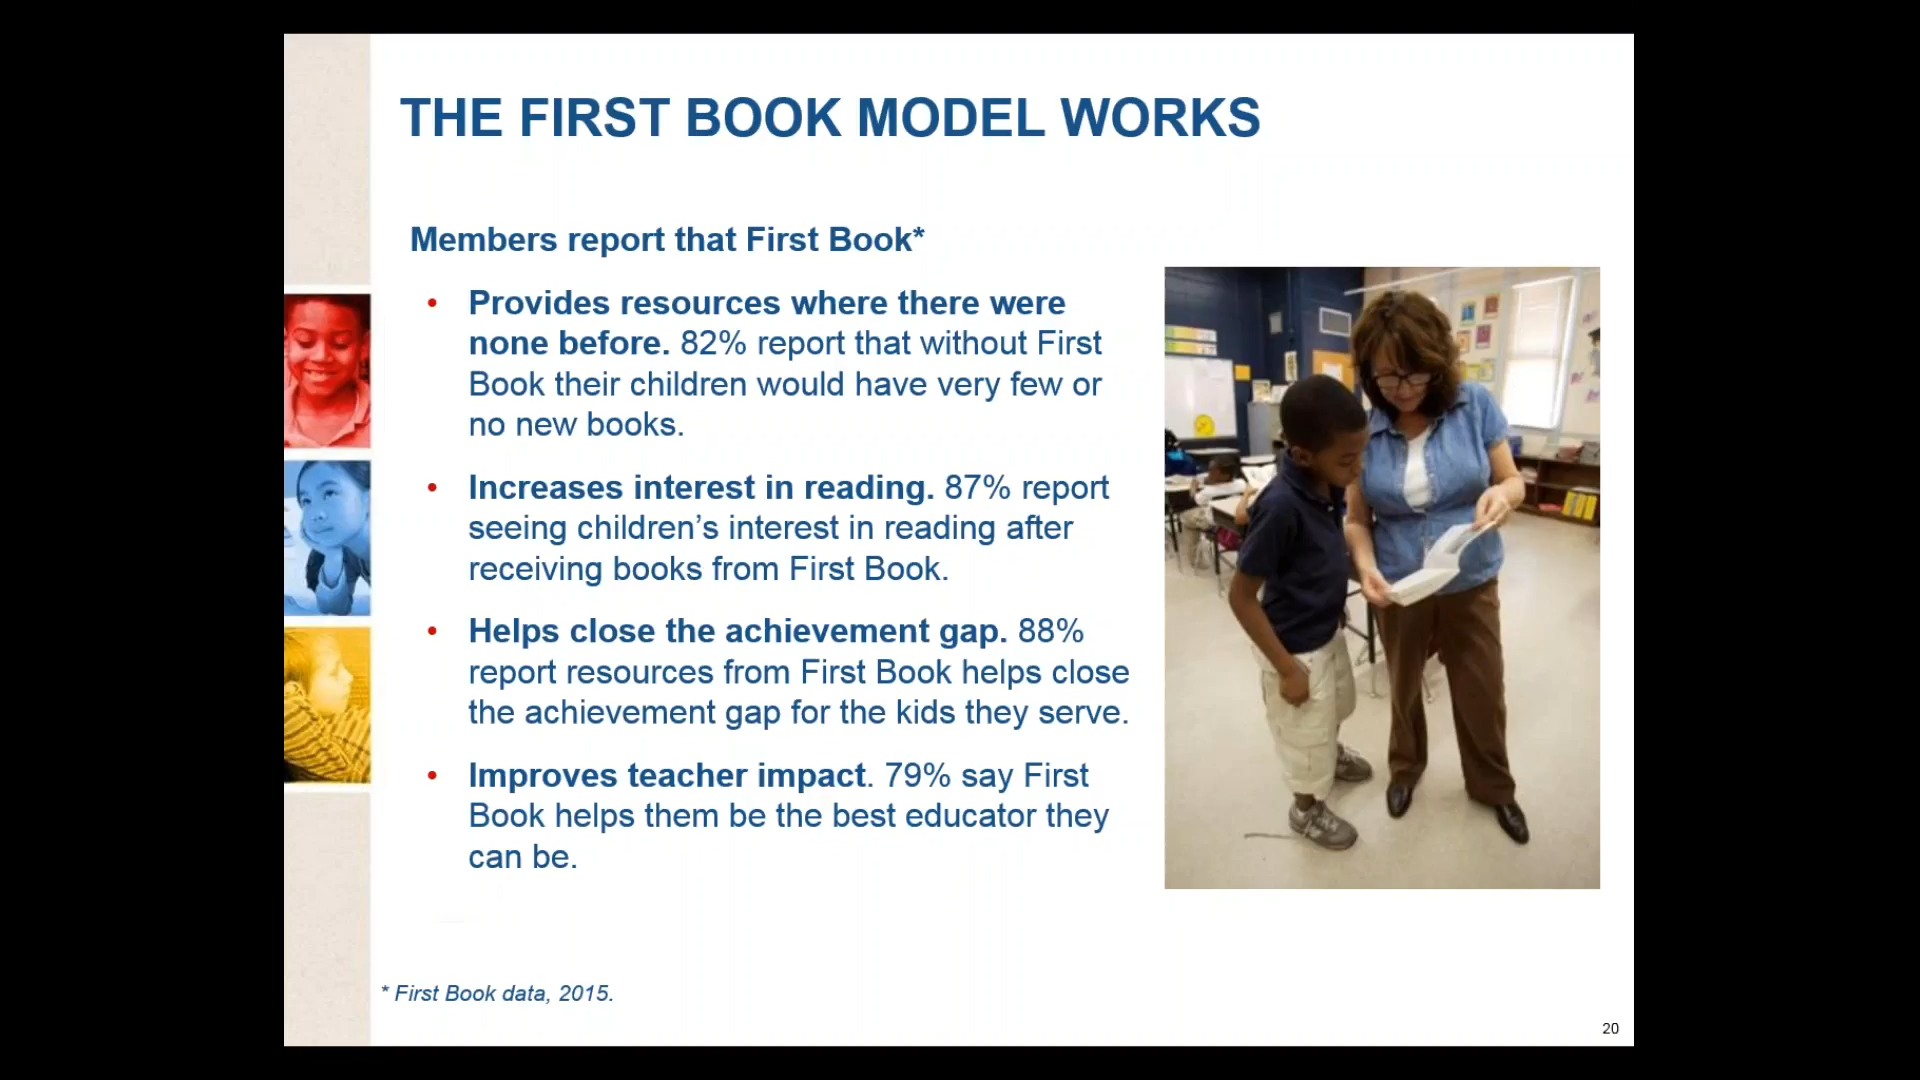 THE FIRST BOOK MODEL WORKS
Members report that First Book*
• Provides resources where there were
none before. 82% report that without First
Book their children would have very few or
no new books.
• Increases interest in reading. 87% report
seeing children’s interest in reading after
receiving books from First Book.
• Helps close the achievement gap. 88%
report resources from First Book helps close
the achievement gap for the kids they serve.
• Improves teacher impact. 79% say First
Book helps them be the best educator they
can be.
* First Book data, 2015.
20